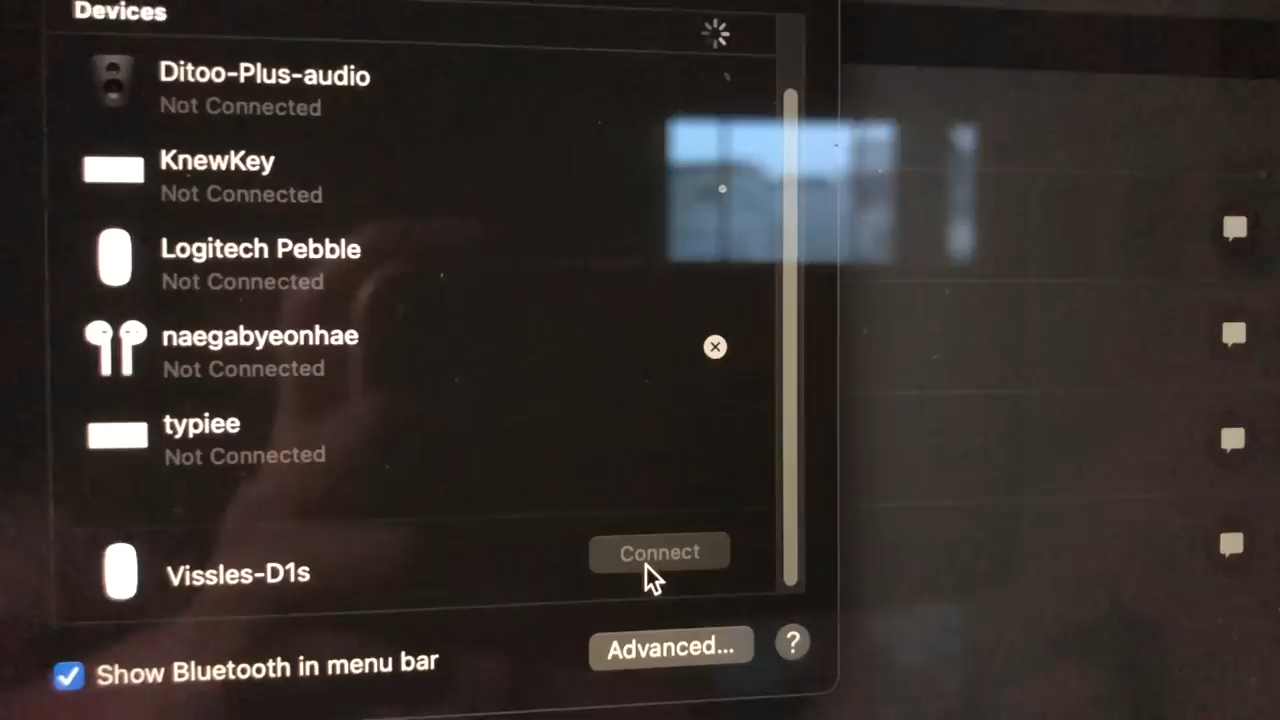 Devices
Ditoo-Plus-audio
Not Connected
KnewKey
Not Connected
Logitech Pebble
Not Connected
naegabyeonhae
Not Connected
typiee
Not Connected
Vissles-D1s
Connect
Advanced...
?
Show Bluetooth in menu bar